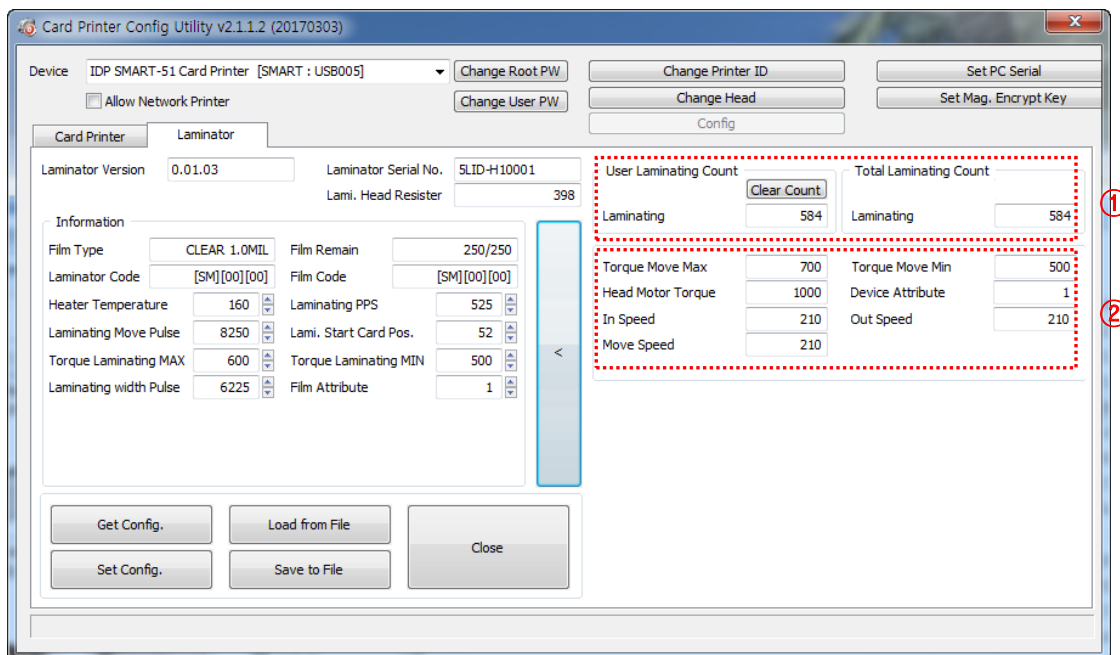 Card Printer Config Utility v2.1.1.2 (20170303)
Device IDP SMART-51 Card Printer [SMART : USB005] Change Root PW Change Printer ID Set PC Serial
Allow Network Printer Change User PW Change Head Set Mag. Encrypt Key
Config
Card Printer Laminator
Laminator Version 0.01.03 Laminator Serial No. 5LID-H10001
Lami. Head Resister 398
Information
Film Type CLEAR 1.0MIL Film Remain 250/250
Laminator Code [SM][00][00] Film Code [SM][00][00]
Heater Temperature 160 Laminating PPS 525
Laminating Move Pulse 8250 Lami. Start Card Pos. 52
Torque Laminating MAX 600 Torque Laminating MIN 500
Laminating width Pulse 6225 Film Attribute 1
<
User Laminating Count Total Laminating Count
Clear Count
Laminating 584 Laminating 584
①
Torque Move Max 700 Torque Move Min 500
Head Motor Torque 1000 Device Attribute 1
In Speed 210 Out Speed 210
Move Speed 210
②
Get Config. Load from File Close
Set Config. Save to File